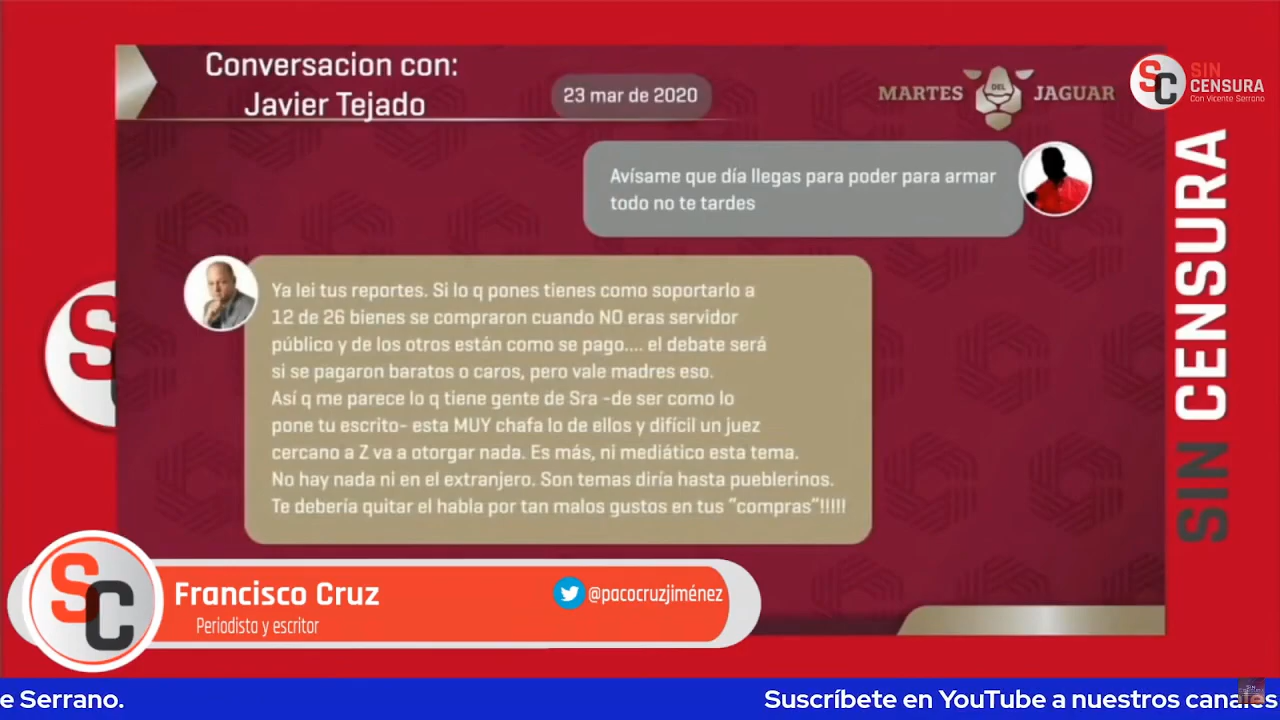 Conversacion con:
Javier Tejado
23 mar de 2020
MARTES DEL JAGUAR
SC SIN
CENSURA
Con Vicente Serrano
Avísame que día llegas para poder para armar
todo no te tardes
Ya lei tus reportes. Si lo q pones tienes como soportarlo a
12 de 26 bienes se compraron cuando NO eras servidor
público y de los otros están como se pago.... el debate será
si se pagaron baratos o caros, pero vale madres eso.
Así q me parece lo q tiene gente de Sra -de ser como lo
pone tu escrito- esta MUY chafa lo de ellos y difícil un juez
cercano a Z va a otorgar nada. Es más, ni mediático esta tema.
No hay nada ni en el extranjero. Son temas diría hasta pueblerinos.
Te debería quitar el habla por tan malos gustos en tus “compras”!!!!!
SIN CENSURA
S
SC
Francisco Cruz
@pacocruzjiménez
Periodista y escritor
e Serrano.
Suscríbete en YouTube a nuestros canales